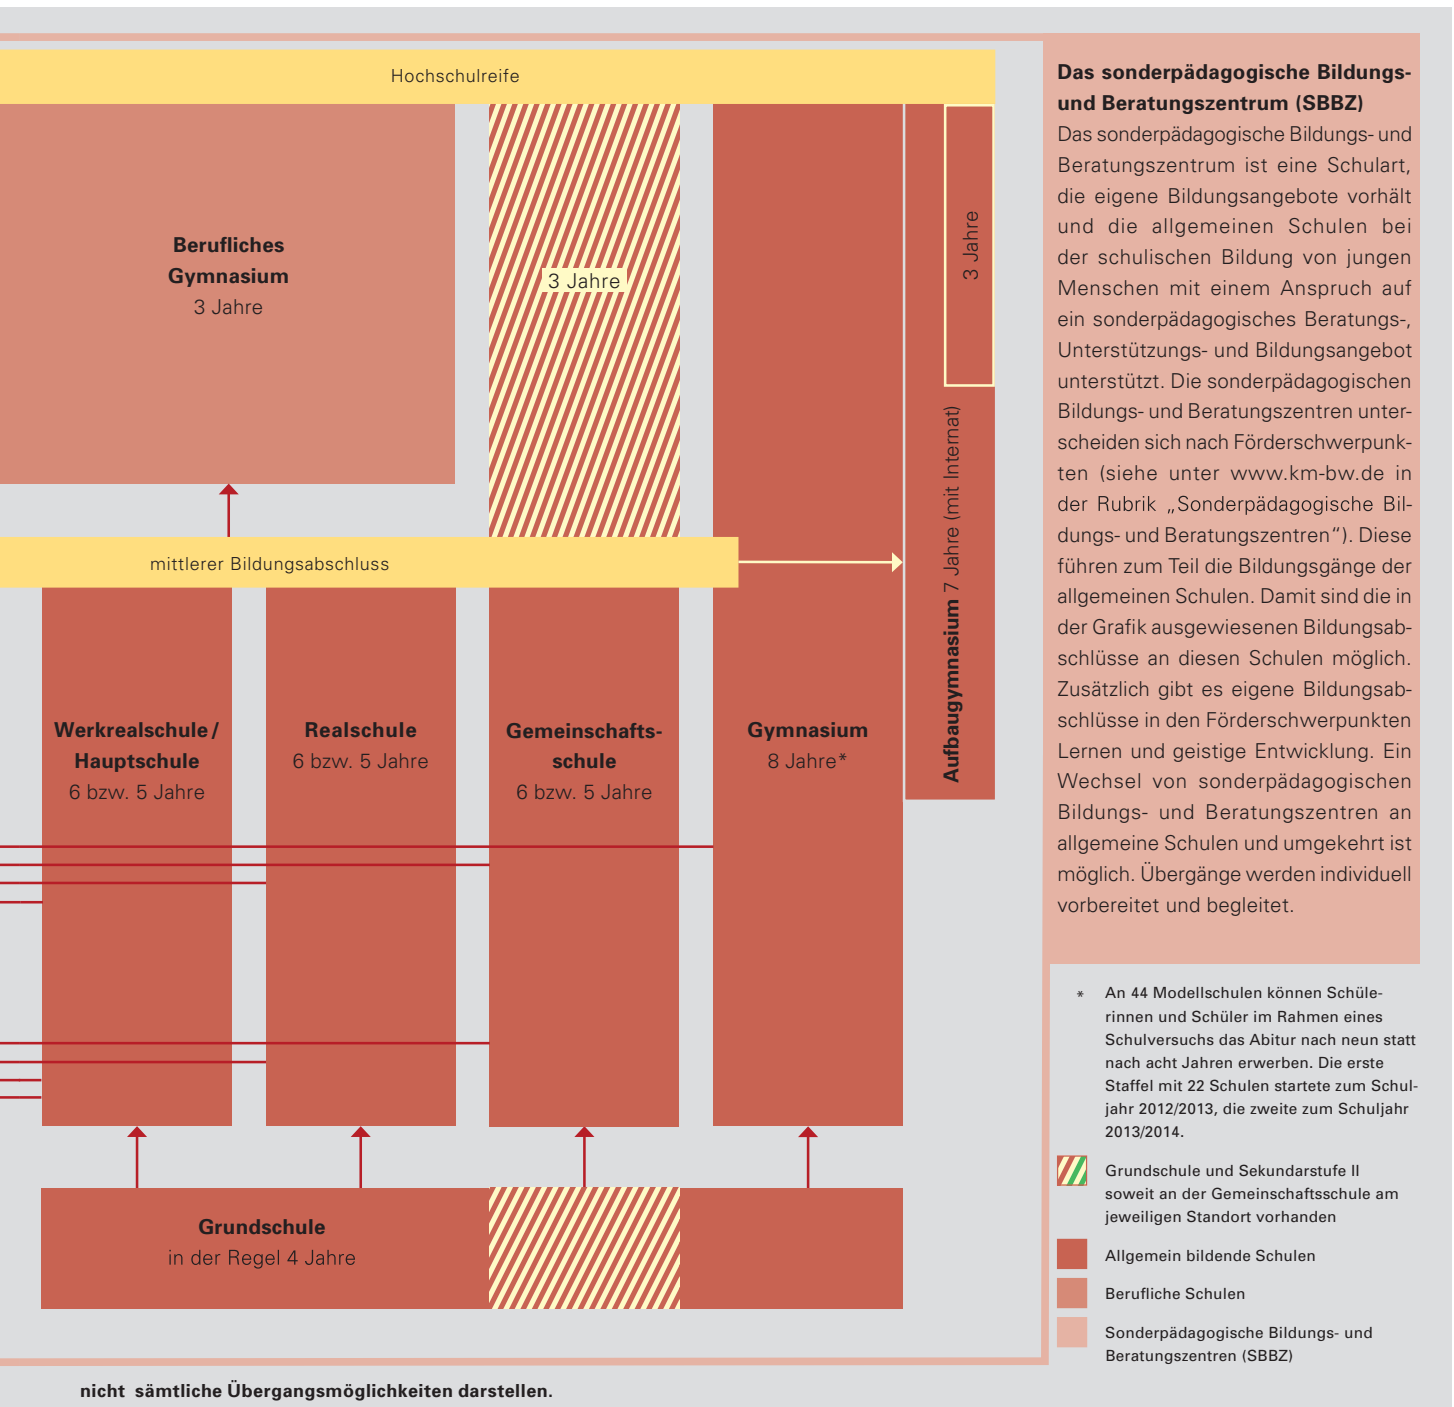 Hochschulreife
Berufliches
Gymnasium
3 Jahre
3 Jahre
3 Jahre
mittlerer Bildungsabschluss
Aufbaugymnasium 7 Jahre (mit Internat)
Werkrealschule /
Hauptschule
6 bzw. 5 Jahre
Realschule
6 bzw. 5 Jahre
Gemeinschafts-
schule
6 bzw. 5 Jahre
Gymnasium
8 Jahre*
Grundschule
in der Regel 4 Jahre
Das sonderpädagogische Bildungs-
und Beratungszentrum (SBBZ)
Das sonderpädagogische Bildungs- und
Beratungszentrum ist eine Schulart,
die eigene Bildungsangebote vorhält
und die allgemeinen Schulen bei
der schulischen Bildung von jungen
Menschen mit einem Anspruch auf
ein sonderpädagogisches Beratungs-,
Unterstützungs- und Bildungsangebot
unterstützt. Die sonderpädagogischen
Bildungs- und Beratungszentren unter-
scheiden sich nach Förderschwerpunk-
ten (siehe unter www.km-bw.de in
der Rubrik „Sonderpädagogische Bil-
dungs- und Beratungszentren“). Diese
führen zum Teil die Bildungsgänge der
allgemeinen Schulen. Damit sind die in
der Grafik ausgewiesenen Bildungsab-
schlüsse an diesen Schulen möglich.
Zusätzlich gibt es eigene Bildungsab-
schlüsse in den Förderschwerpunkten
Lernen und geistige Entwicklung. Ein
Wechsel von sonderpädagogischen
Bildungs- und Beratungszentren an
allgemeine Schulen und umgekehrt ist
möglich. Übergänge werden individuell
vorbereitet und begleitet.
* An 44 Modellschulen können Schüle-
rinnen und Schüler im Rahmen eines
Schulversuchs das Abitur nach neun statt
nach acht Jahren erwerben. Die erste
Staffel mit 22 Schulen startete zum Schul-
jahr 2012/2013, die zweite zum Schuljahr
2013/2014.
Grundschule und Sekundarstufe II
soweit an der Gemeinschaftsschule am
jeweiligen Standort vorhanden
Allgemein bildende Schulen
Berufliche Schulen
Sonderpädagogische Bildungs- und
Beratungszentren (SBBZ)
nicht sämtliche Übergangsmöglichkeiten darstellen.